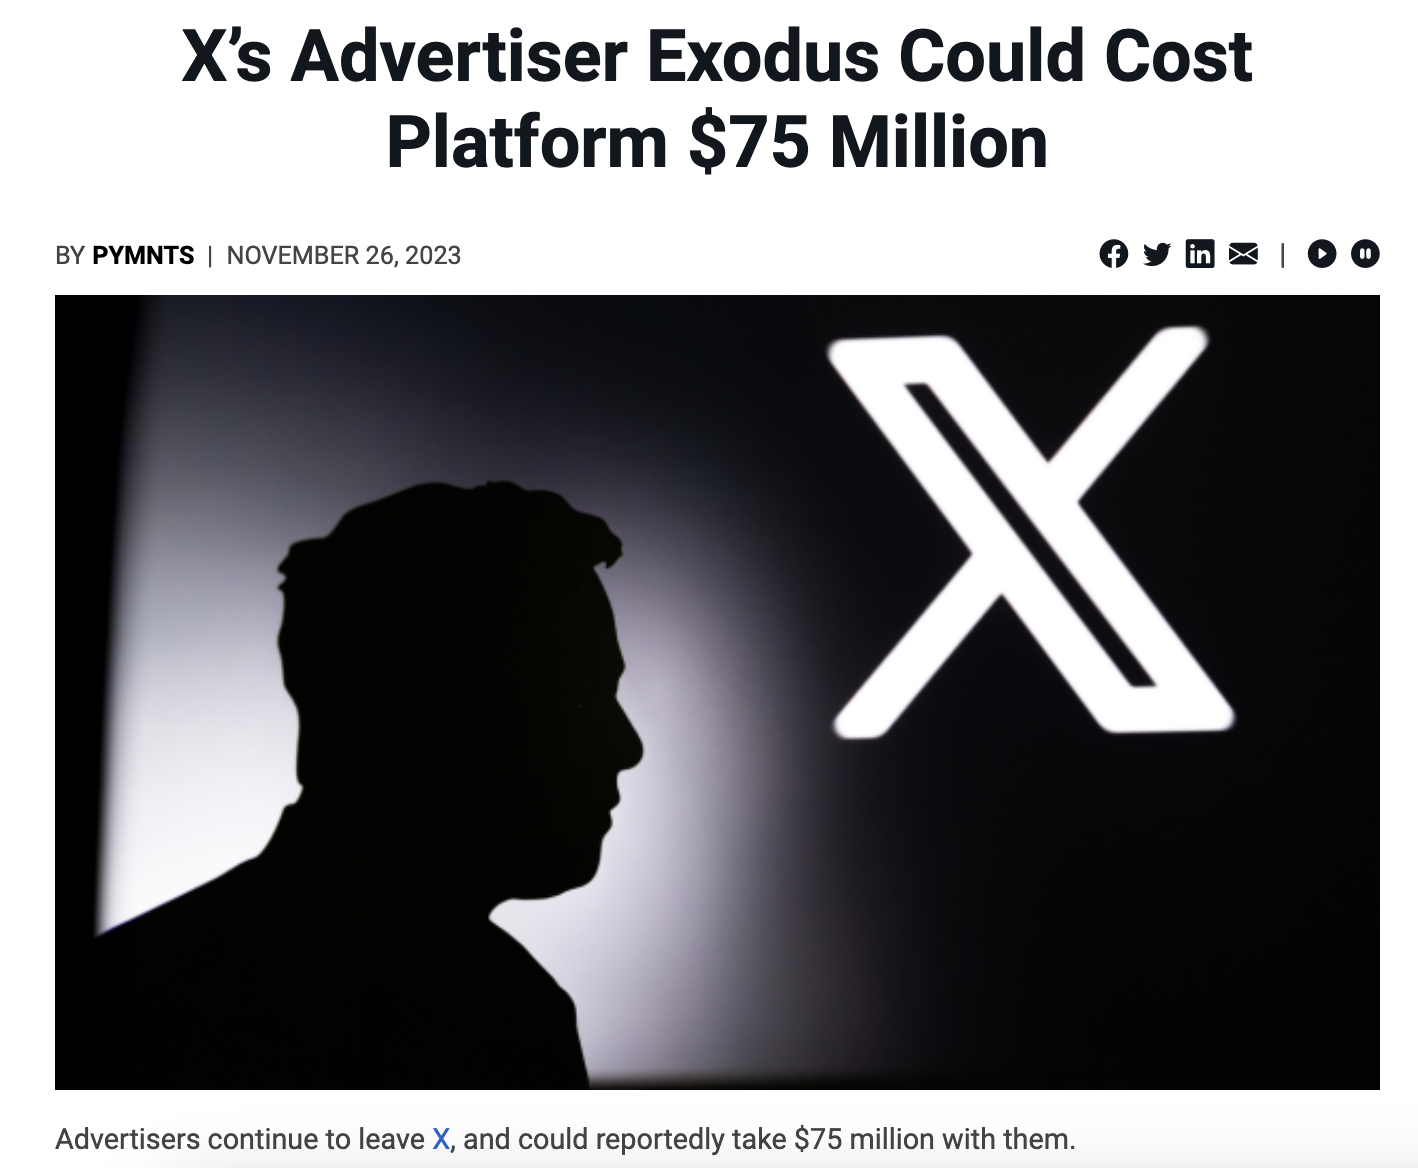 X’s Advertiser Exodus Could Cost
Platform $75 Million
BY PYMNTS | NOVEMBER 26, 2023
X
Advertisers continue to leave X, and could reportedly take $75 million with them.